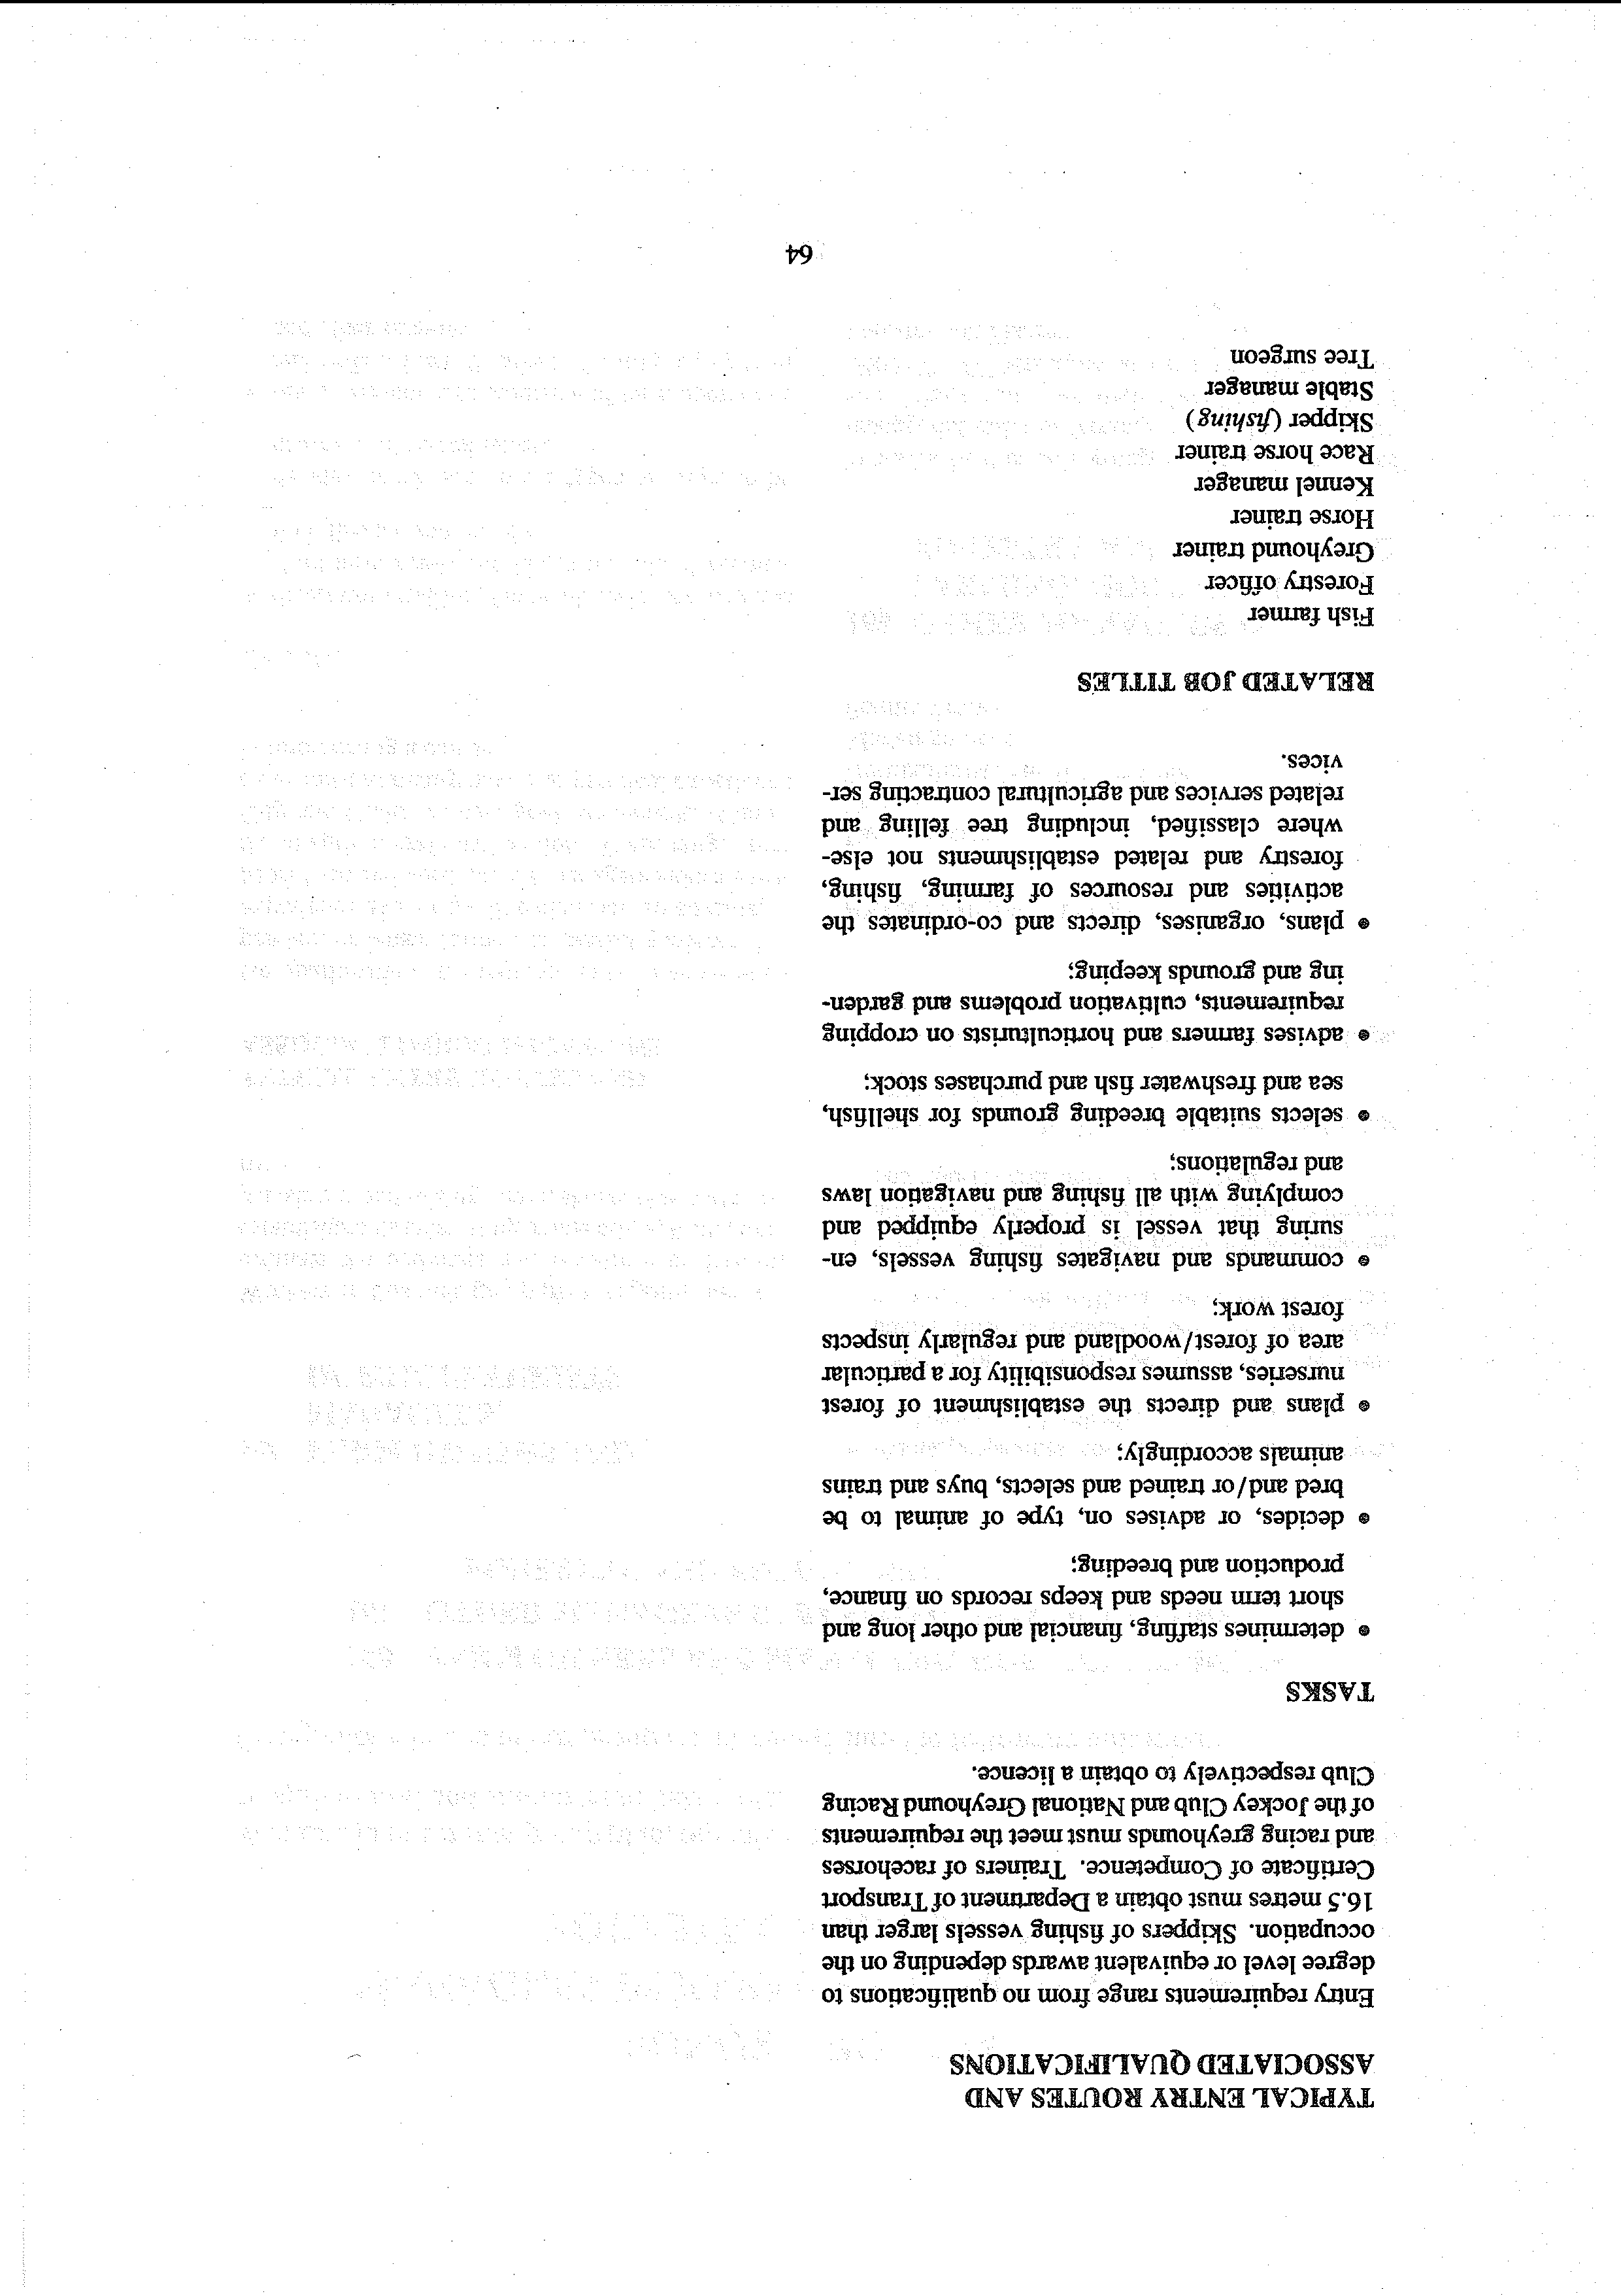 TYPICAL ENTRY ROUTES AND
ASSOCIATED QUALIFICATIONS
Entry requirements range from no qualifications to
degree level or equivalent awards depending on the
occupation. Skippers of fishing vessels larger than
16.5 metres must obtain a Department of Transport
Certificate of Competence. Trainers of racehorses
and racing greyhounds must meet the requirements
of the Jockey Club and National Greyhound Racing
Club respectively to obtain a licence.
TASKS
• determines staffing, financial and other long and
short term needs and keeps records on finance,
production and breeding;
• decides, or advises on, type of animal to be
bred and/or trained and selects, buys and trains
animals accordingly;
• plans and directs the establishment of forest
nurseries, assumes responsibility for a particular
area of forest/woodland and regularly inspects
forest work;
• commands and navigates fishing vessels, en-
suring that vessel is properly equipped and
complying with all fishing and navigation laws
and regulations;
• selects suitable breeding grounds for shellfish,
sea and freshwater fish and purchases stock;
• advises farmers and horticulturists on cropping
requirements, cultivation problems and garden-
ing and grounds keeping;
• plans, organises, directs and co-ordinates the
activities and resources of farming, fishing,
forestry and related establishments not else-
where classified, including tree felling and
related services and agricultural contracting ser-
vices.
RELATED JOB TITLES
Fish farmer
Forestry officer
Greyhound trainer
Horse trainer
Kennel manager
Race horse trainer
Skipper (fishing)
Stable manager
Tree surgeon
64